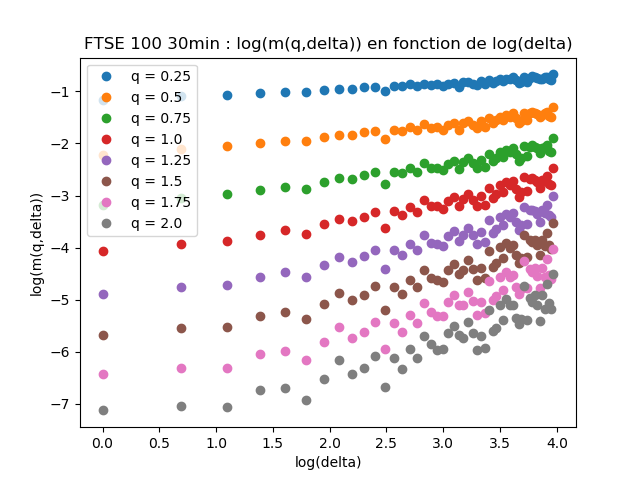 FTSE 100 30min : log(m(q,delta)) en fonction de log(delta)
q = 0.25
q = 0.5
q = 0.75
q = 1.0
q = 1.25
q = 1.5
q = 1.75
q = 2.0
log(m(q,delta))
−1
−2
−3
−4
−5
−6
−7
0.0 0.5 1.0 1.5 2.0 2.5 3.0 3.5 4.0
log(delta)